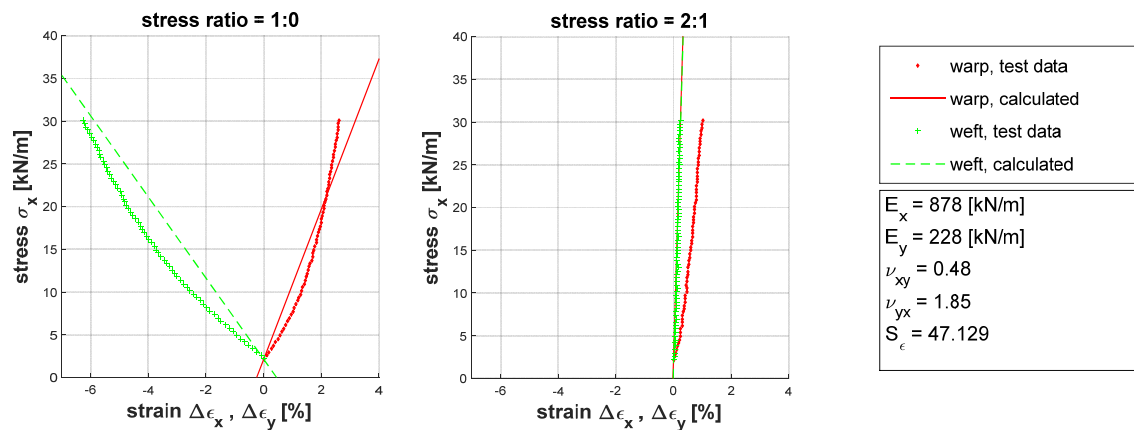 stress ratio = 1:0
40
35
30
25
20
15
10
5
0
stress σx [kN/m]
-6 -4 -2 0 2 4
strain Δϵx , Δϵy [%]
stress ratio = 2:1
40
35
30
25
20
15
10
5
0
stress σx [kN/m]
-6 -4 -2 0 2 4
strain Δϵx , Δϵy [%]
warp, test data
warp, calculated
weft, test data
weft, calculated
Ex = 878 [kN/m]
Ey = 228 [kN/m]
νxy = 0.48
νyx = 1.85
Sϵ = 47.129